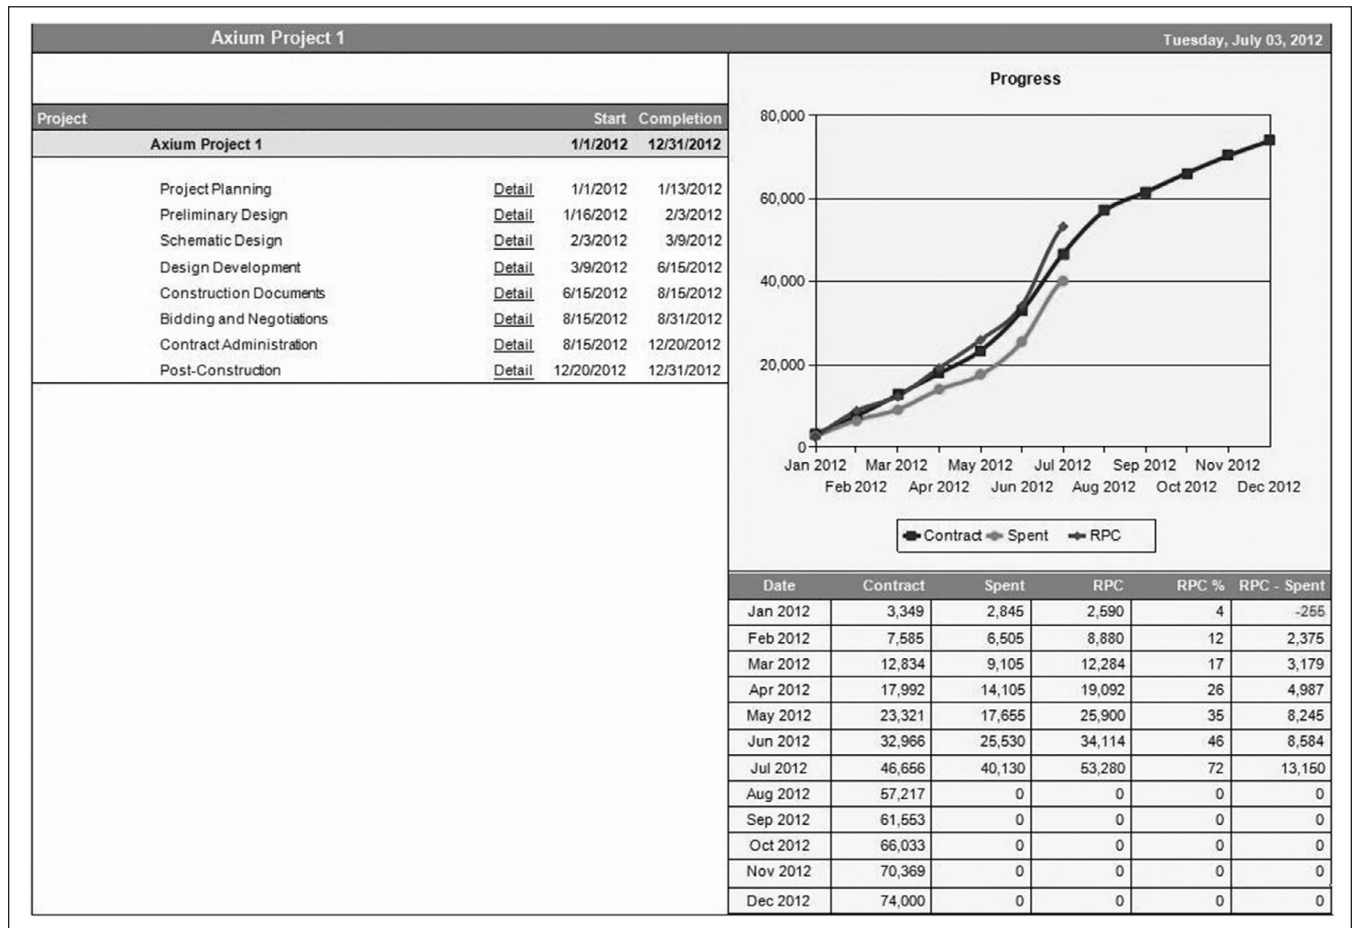 Axium Project 1 Tuesday, July 03, 2012
Project Start Completion
Axium Project 1 1/1/2012 12/31/2012
Project Planning Detail 1/1/2012 1/13/2012
Preliminary Design Detail 1/16/2012 2/3/2012
Schematic Design Detail 2/3/2012 3/9/2012
Design Development Detail 3/9/2012 6/15/2012
Construction Documents Detail 6/15/2012 8/15/2012
Bidding and Negotiations Detail 8/15/2012 8/31/2012
Contract Administration Detail 8/15/2012 12/20/2012
Post-Construction Detail 12/20/2012 12/31/2012
Progress
80,000
60,000
40,000
20,000
0
Jan 2012 Mar 2012 May 2012 Jul 2012 Sep 2012 Nov 2012
Feb 2012 Apr 2012 Jun 2012 Aug 2012 Oct 2012 Dec 2012
Contract Spent RPC
Date Contract Spent RPC RPC % RPC - Spent
Jan 2012 3,349 2,845 2,590 4 -255
Feb 2012 7,585 6,505 8,880 12 2,375
Mar 2012 12,834 9,105 12,284 17 3,179
Apr 2012 17,992 14,105 19,092 26 4,987
May 2012 23,321 17,655 25,900 35 8,245
Jun 2012 32,966 25,530 34,114 46 8,584
Jul 2012 46,656 40,130 53,280 72 13,150
Aug 2012 57,217 0 0 0 0
Sep 2012 61,553 0 0 0 0
Oct 2012 66,033 0 0 0 0
Nov 2012 70,369 0 0 0 0
Dec 2012 74,000 0 0 0 0